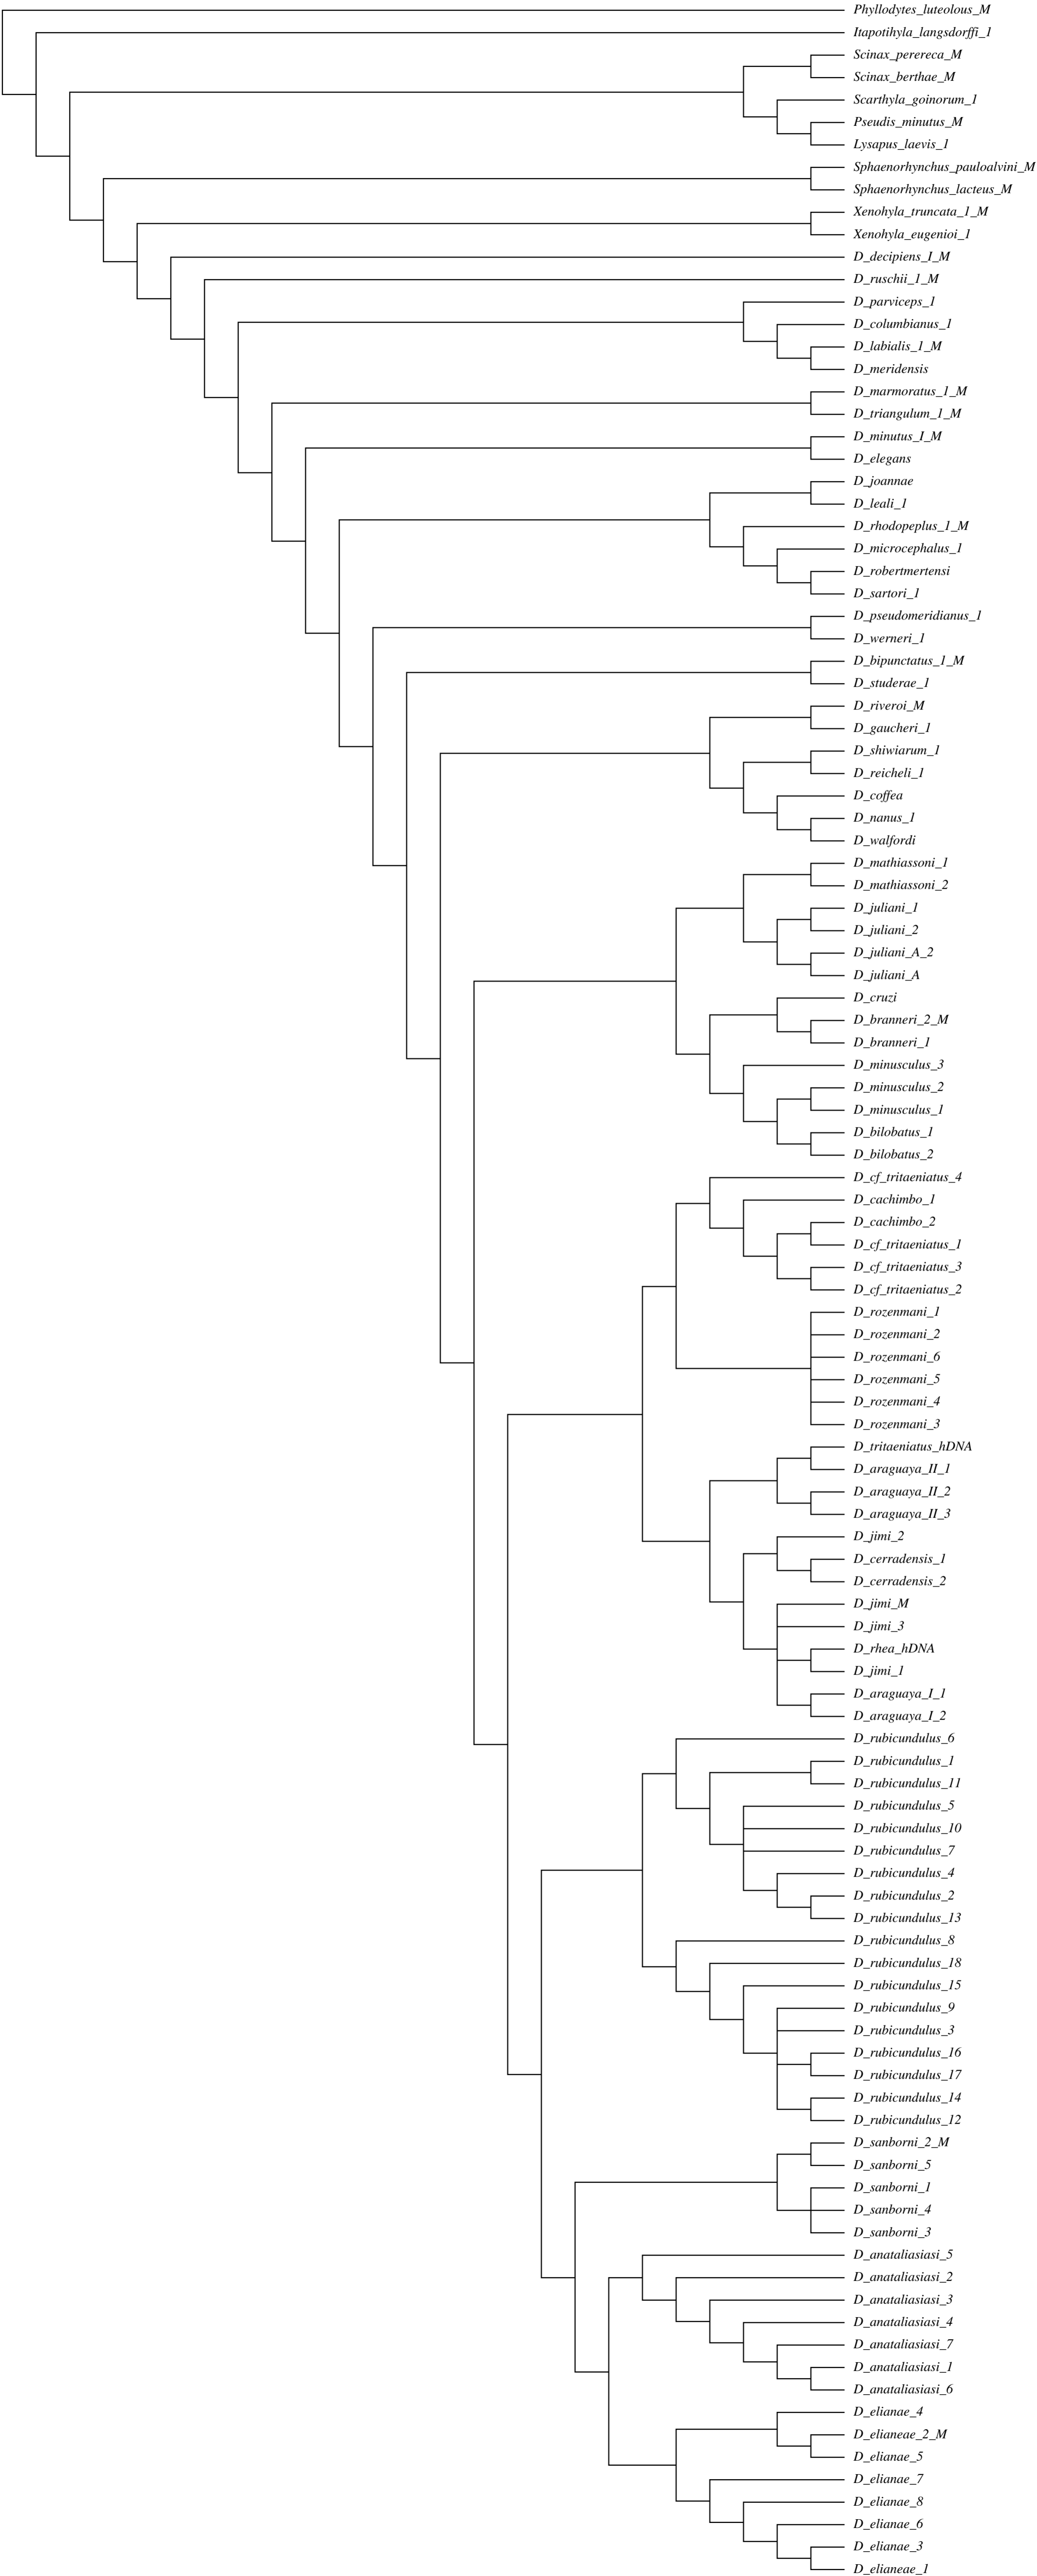 Phyllodytes_luteolous_M
Itapotihyla_langsdorffi_1
Scinax_perereca_M
Scinax_berthae_M
Scarthyla_goinorum_1
Pseudis_minutus_M
Lysapus_laevis_1
Sphaenorhynchus_pauloalvini_M
Sphaenorhynchus_lacteus_M
Xenohyla_truncata_1_M
Xenohyla_eugenioi_1
D_decipiens_I_M
D_ruschii_1_M
D_parviceps_1
D_columbianus_1
D_labialis_1_M
D_meridensis
D_marmoratus_1_M
D_triangulum_1_M
D_minutus_I_M
D_elegans
D_joannae
D_leali_1
D_rhodopeplus_1_M
D_microcephalus_1
D_robertmertensi
D_sartori_1
D_pseudomeridianus_1
D_werneri_1
D_bipunctatus_1_M
D_studerae_1
D_riveroi_M
D_gaucheri_1
D_shiwiarum_1
D_reicheli_1
D_coffea
D_nanus_1
D_walfordi
D_mathiassoni_1
D_mathiassoni_2
D_juliani_1
D_juliani_2
D_juliani_A_2
D_juliani_A
D_cruzi
D_branneri_2_M
D_branneri_1
D_minusculus_3
D_minusculus_2
D_minusculus_1
D_bilobatus_1
D_bilobatus_2
D_cf_tritaeniatus_4
D_cachimbo_1
D_cachimbo_2
D_cf_tritaeniatus_1
D_cf_tritaeniatus_3
D_cf_tritaeniatus_2
D_rozenmani_1
D_rozenmani_2
D_rozenmani_6
D_rozenmani_5
D_rozenmani_4
D_rozenmani_3
D_tritaeniatus_hDNA
D_araguaya_II_1
D_araguaya_II_2
D_araguaya_II_3
D_jimi_2
D_cerradensis_1
D_cerradensis_2
D_jimi_M
D_jimi_3
D_rhea_hDNA
D_jimi_1
D_araguaya_I_1
D_araguaya_I_2
D_rubicundulus_6
D_rubicundulus_1
D_rubicundulus_11
D_rubicundulus_5
D_rubicundulus_10
D_rubicundulus_7
D_rubicundulus_4
D_rubicundulus_2
D_rubicundulus_13
D_rubicundulus_8
D_rubicundulus_18
D_rubicundulus_15
D_rubicundulus_9
D_rubicundulus_3
D_rubicundulus_16
D_rubicundulus_17
D_rubicundulus_14
D_rubicundulus_12
D_sanborni_2_M
D_sanborni_5
D_sanborni_1
D_sanborni_4
D_sanborni_3
D_anataliasiasi_5
D_anataliasiasi_2
D_anataliasiasi_3
D_anataliasiasi_4
D_anataliasiasi_7
D_anataliasiasi_1
D_anataliasiasi_6
D_elianae_4
D_elianeae_2_M
D_elianae_5
D_elianae_7
D_elianae_8
D_elianae_6
D_elianae_3
D_elianeae_1